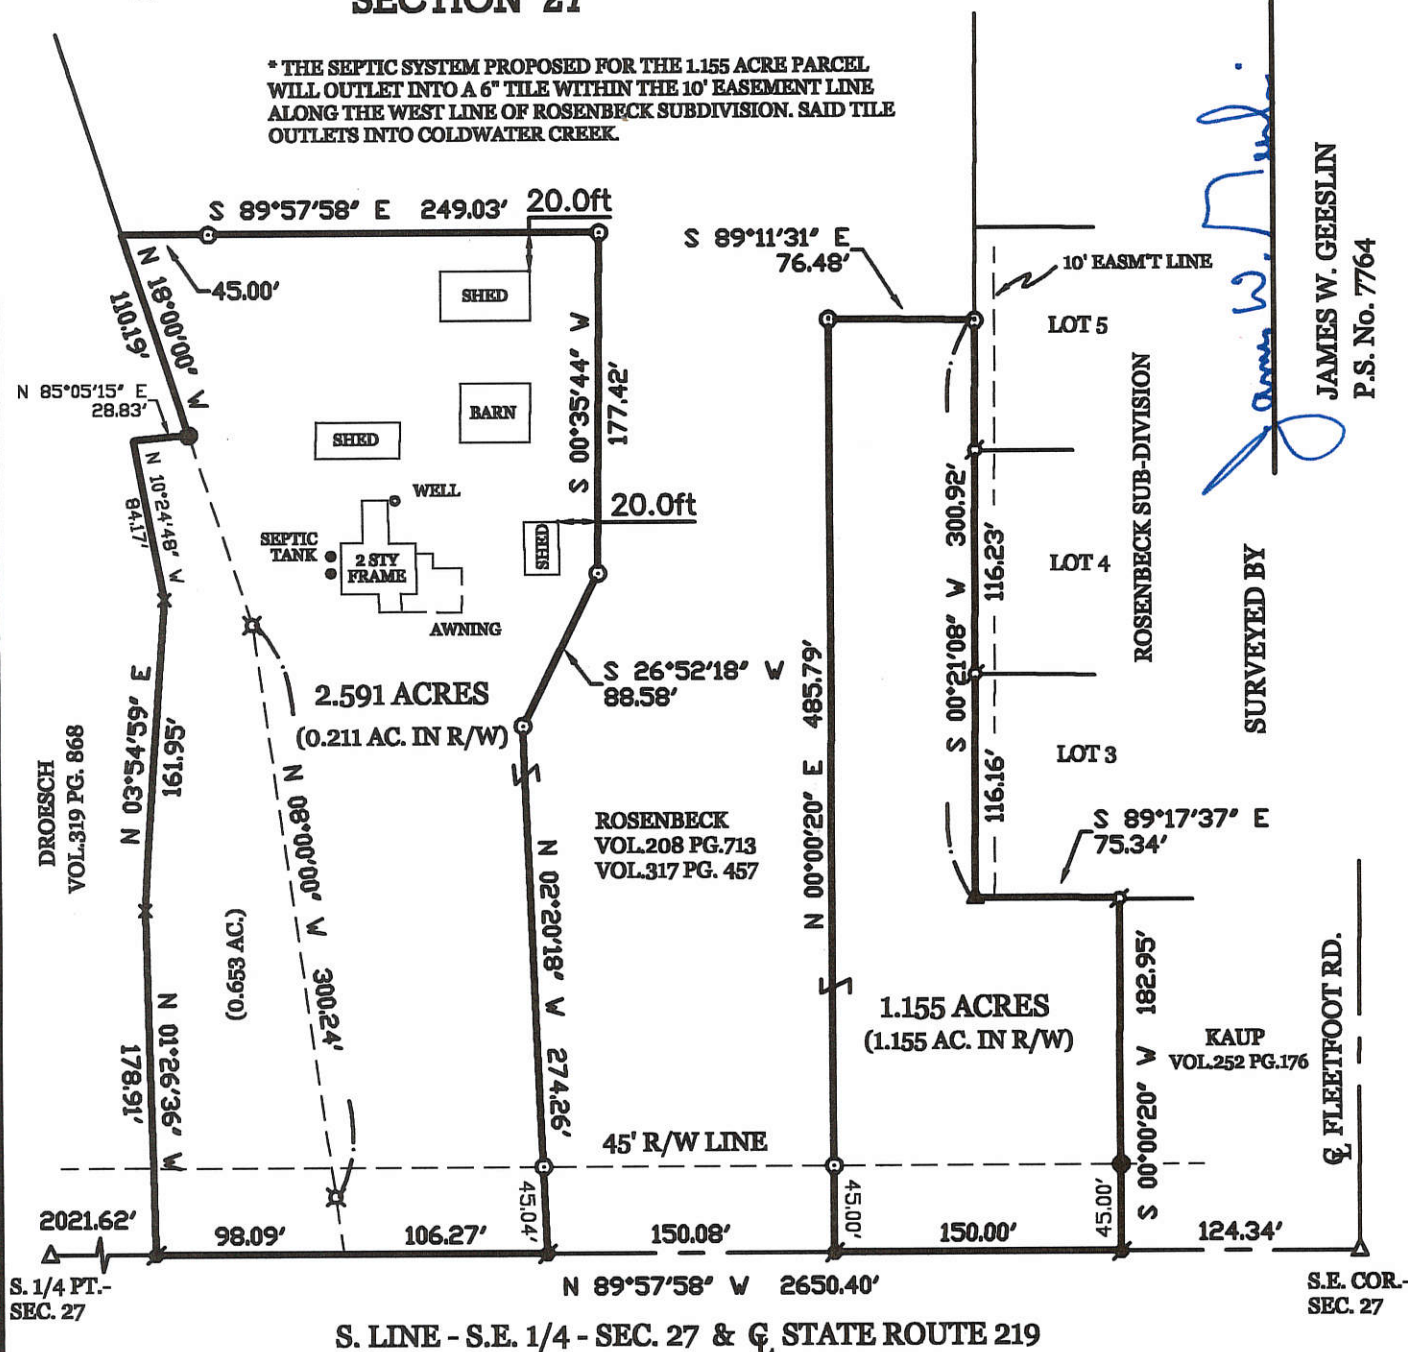 SECTION 27
* THE SEPTIC SYSTEM PROPOSED FOR THE 1.155 ACRE PARCEL
WILL OUTLET INTO A 6" TILE WITHIN THE 10' EASEMENT LINE
ALONG THE WEST LINE OF ROSENBECK SUBDIVISION. SAID TILE
OUTLETS INTO COLDWATER CREEK.
S 89°57'58" E 249.03'
20.0ft
45.00'
N 18°00'00" W
110.19'
N 85°05'15" E
28.83'
N 10°24'48" W
84.17'
SHED
BARN
SHED
WELL
SEPTIC
TANK
2 STY
FRAME
AWNING
SHED
20.0ft
S 00°35'44" W
177.42'
S 26°52'18" W
88.58'
2.591 ACRES
(0.211 AC. IN R/W)
N 03°54'59" E
161.95'
DROESCH
VOL.319 PG. 868
(0.653 AC.)
N 08°00'00" W 300.24'
N 01°26'36" W
178.91'
N 02°20'18" W 274.26'
ROSENBECK
VOL.208 PG.713
VOL.317 PG. 457
S 89°11'31" E
76.48'
10' EASM'T LINE
LOT 5
LOT 4
LOT 3
ROSENBECK SUB-DIVISION
N 00°00'20" E 485.79'
S 00°21'08" W 300.92'
116.23'
116.16'
S 89°17'37" E
75.34'
1.155 ACRES
(1.155 AC. IN R/W)
S 00°00'20" W 182.95'
KAUP
VOL.252 PG.176
℄ FLEETFOOT RD.
SURVEYED BY
James W. Geeslin
JAMES W. GEESLIN
P.S. No. 7764
45' R/W LINE
45.04'
45.00'
45.00'
2021.62'
98.09'
106.27'
150.08'
150.00'
124.34'
S. 1/4 PT.-
SEC. 27
N 89°57'58" W 2650.40'
S.E. COR.-
SEC. 27
S. LINE - S.E. 1/4 - SEC. 27 & ℄ STATE ROUTE 219